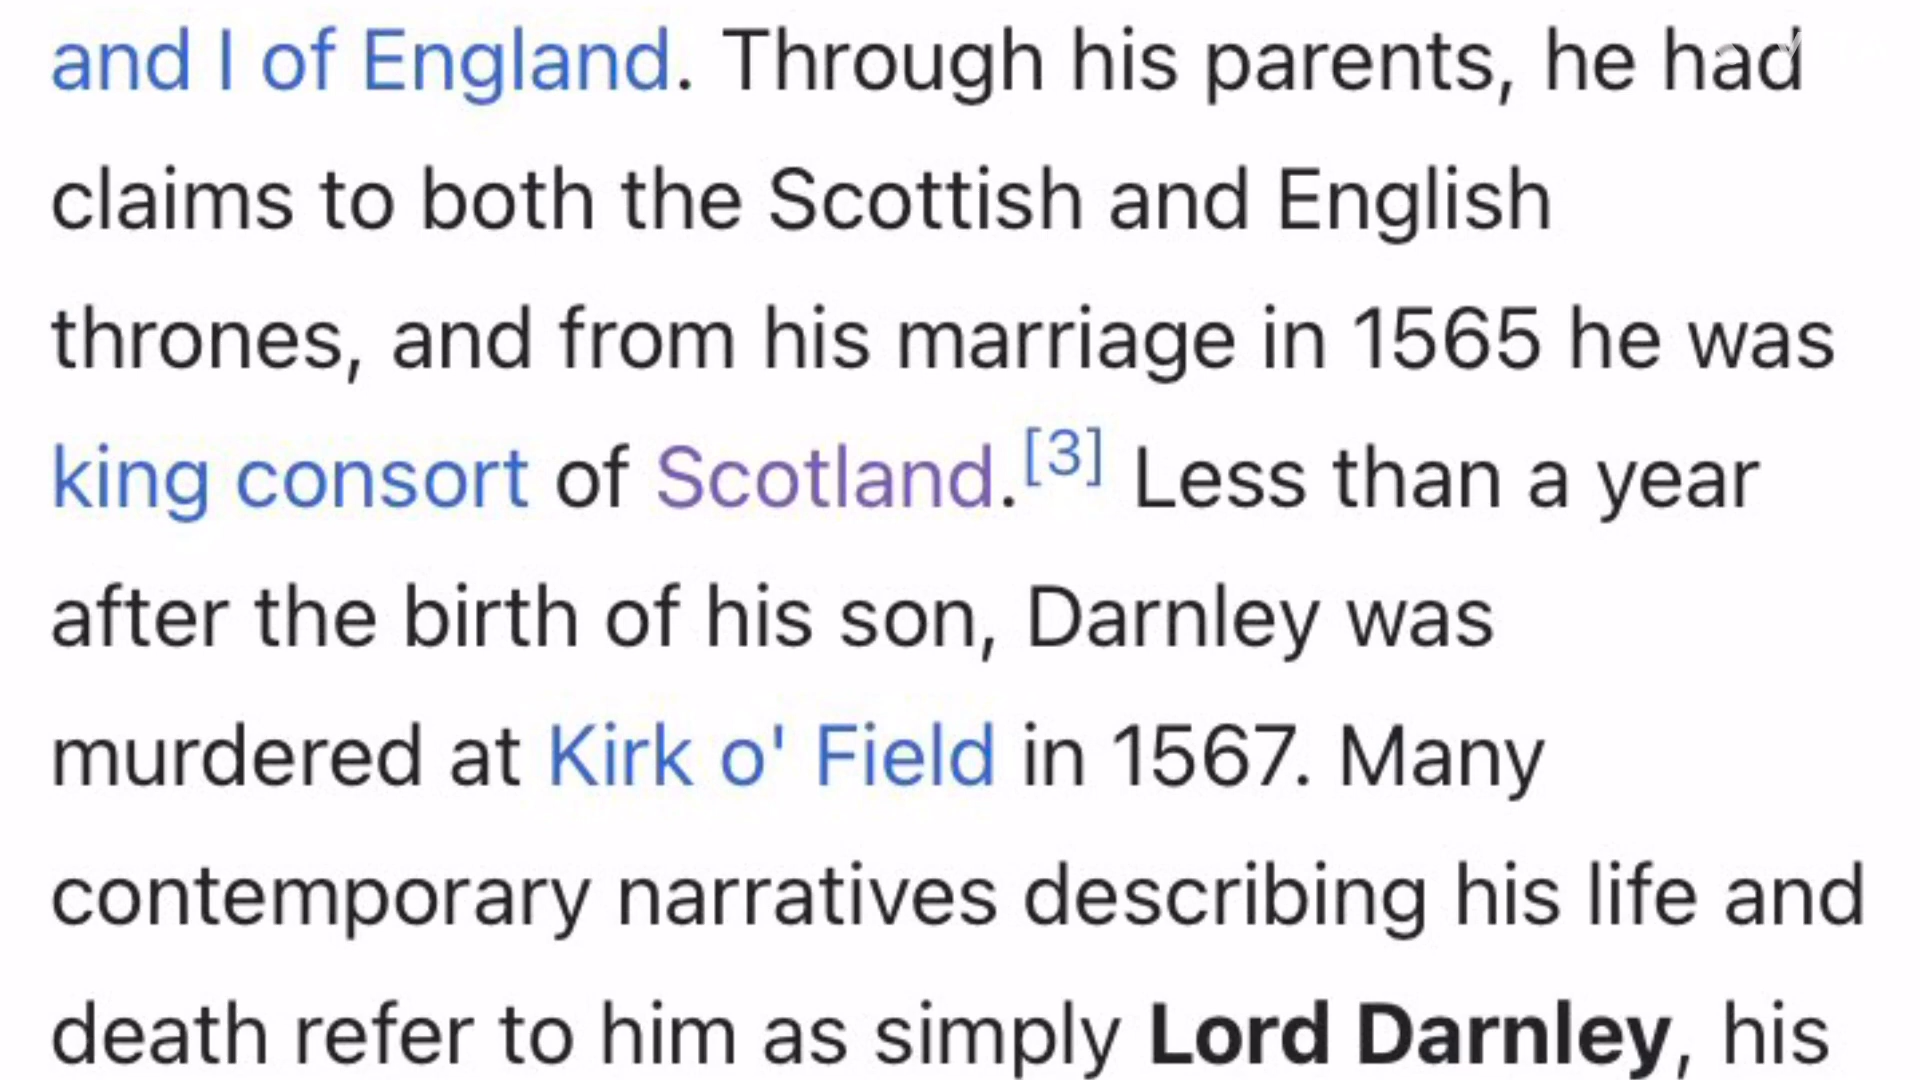 and I of England. Through his parents, he had
claims to both the Scottish and English
thrones, and from his marriage in 1565 he was
king consort of Scotland.[3] Less than a year
after the birth of his son, Darnley was
murdered at Kirk o' Field in 1567. Many
contemporary narratives describing his life and
death refer to him as simply Lord Darnley, his